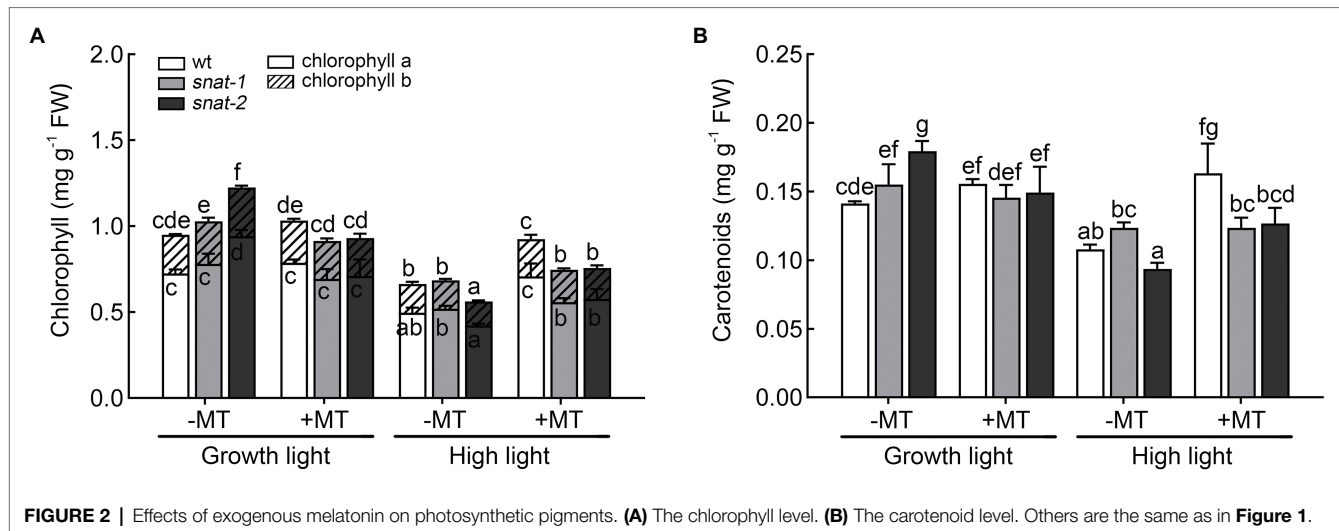 A
Chlorophyll (mg g-1 FW)
2.0
1.5
1.0
0.5
0.0
wt
snat-1
snat-2
chlorophyll a
chlorophyll b
cde e f
c c d
de cd cd
c c c
b b a
ab b a
c b b
c b b
-MT +MT -MT +MT
Growth light High light
B
Carotenoids (mg g-1 FW)
0.25
0.20
0.15
0.10
0.05
0.00
cde ef g
ef def ef
ab bc a
fg bc bcd
-MT +MT -MT +MT
Growth light High light
FIGURE 2 | Effects of exogenous melatonin on photosynthetic pigments. (A) The chlorophyll level. (B) The carotenoid level. Others are the same as in Figure 1.